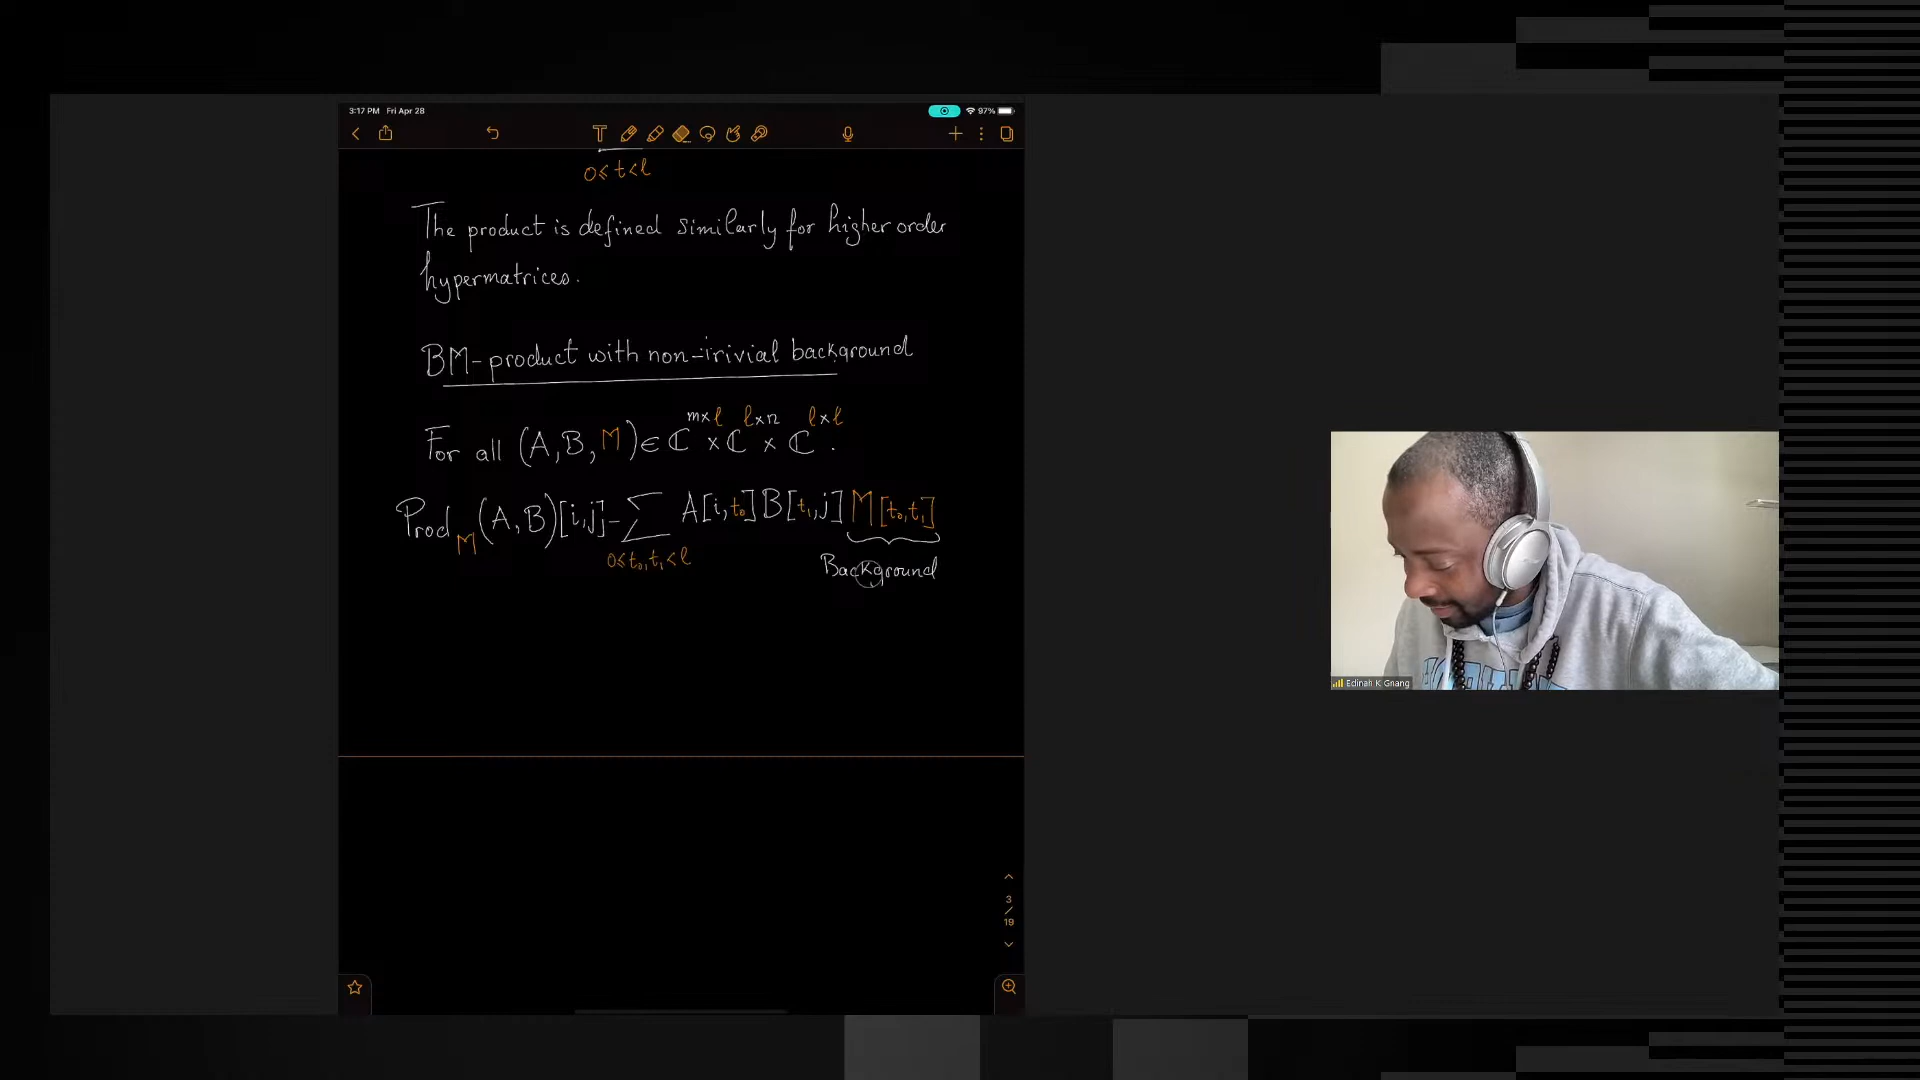 3:17 PM Fri Apr 28
97%
0≤t<l
The product is defined similarly for higher order
hypermatrices.
BM-product with non-trivial background
For all (A,B,M)∈ ℂ^{m×l} × ℂ^{l×n} × ℂ^{l×l}.
Prod_M (A,B)[i,j]=∑ A[i,t₀]B[t₁,j] M[t₀,t₁]
0≤t₀,t₁<l
Background
3
/
19
Edinah K Gnang